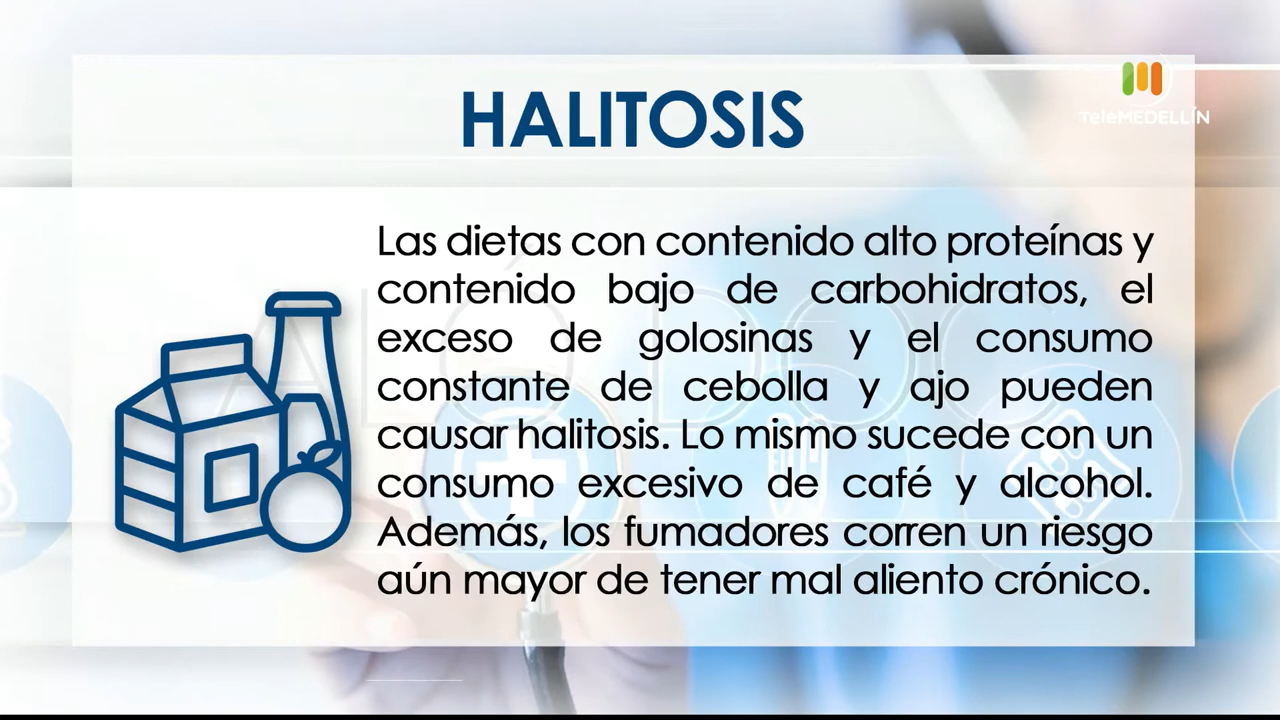 HALITOSIS
TeleMEDELLÍN
Las dietas con contenido alto proteínas y
contenido bajo de carbohidratos, el
exceso de golosinas y el consumo
constante de cebolla y ajo pueden
causar halitosis. Lo mismo sucede con un
consumo excesivo de café y alcohol.
Además, los fumadores corren un riesgo
aún mayor de tener mal aliento crónico.